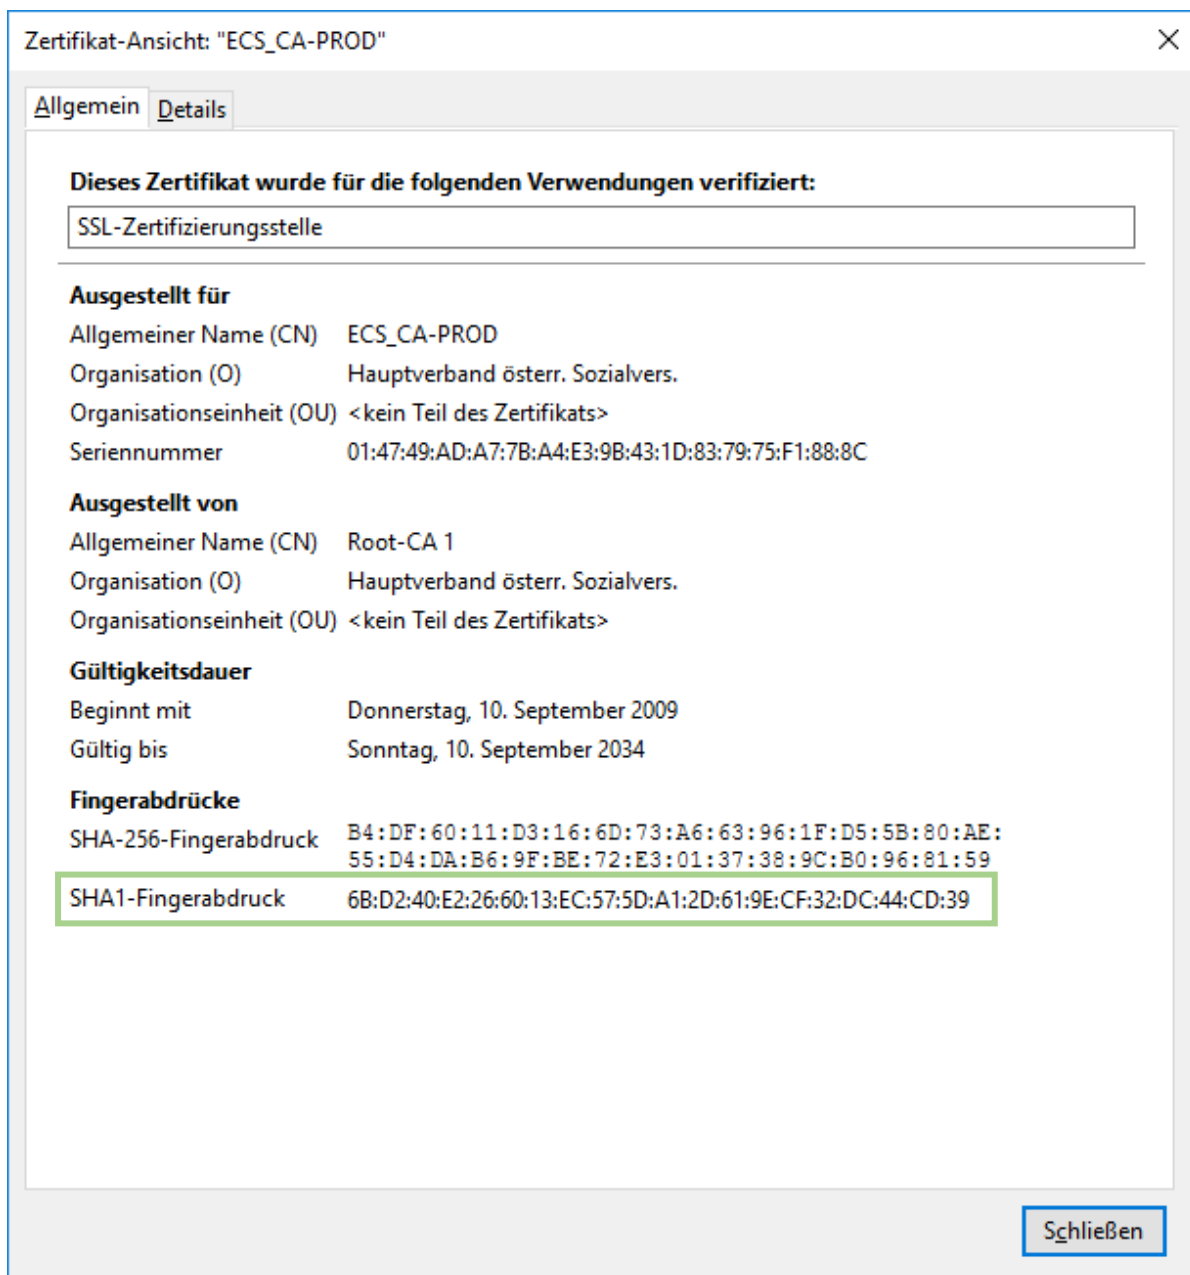 Zertifikat-Ansicht: "ECS_CA-PROD"
Allgemein Details
Dieses Zertifikat wurde für die folgenden Verwendungen verifiziert:
SSL-Zertifizierungsstelle
Ausgestellt für
Allgemeiner Name (CN) ECS_CA-PROD
Organisation (O) Hauptverband österr. Sozialvers.
Organisationseinheit (OU) <kein Teil des Zertifikats>
Seriennummer 01:47:49:AD:A7:7B:A4:E3:9B:43:1D:83:79:75:F1:88:8C
Ausgestellt von
Allgemeiner Name (CN) Root-CA 1
Organisation (O) Hauptverband österr. Sozialvers.
Organisationseinheit (OU) <kein Teil des Zertifikats>
Gültigkeitsdauer
Beginnt mit Donnerstag, 10. September 2009
Gültig bis Sonntag, 10. September 2034
Fingerabdrücke
SHA-256-Fingerabdruck B4:DF:60:11:D3:16:6D:73:A6:63:96:1F:D5:5B:80:AE:
55:D4:DA:B6:9F:BE:72:E3:01:37:38:9C:B0:96:81:59
SHA1-Fingerabdruck 6B:D2:40:E2:26:60:13:EC:57:5D:A1:2D:61:9E:CF:32:DC:44:CD:39
Schließen